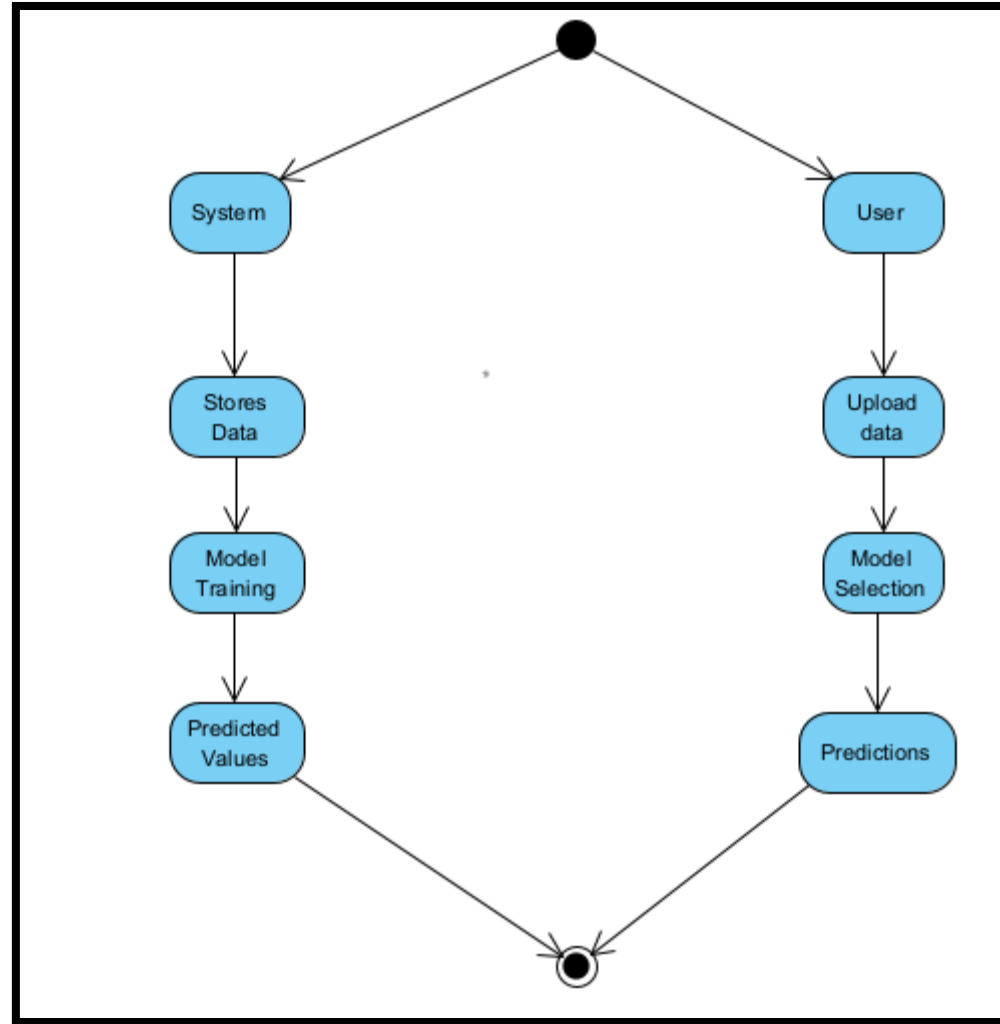 System
User
Stores
Data
Upload
data
Model
Training
Model
Selection
Predicted
Values
Predictions